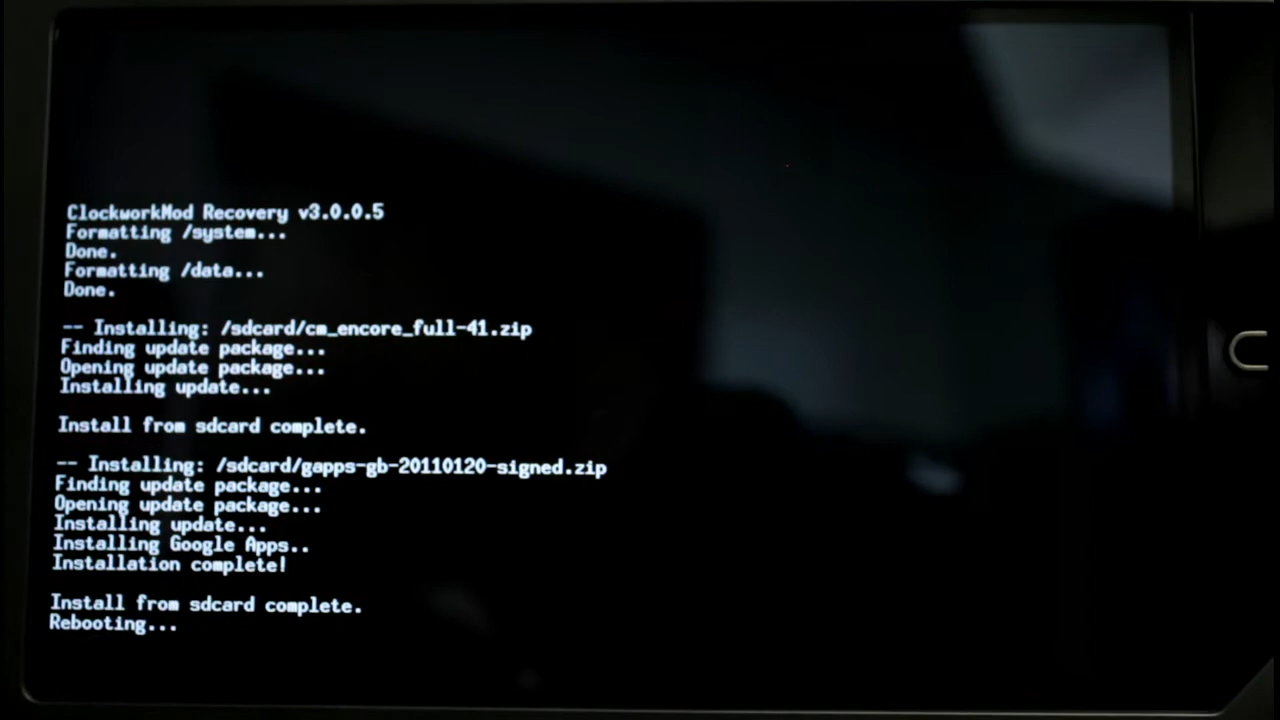 ClockworkMod Recovery v3.0.0.5
Formatting /system...
Done.
Formatting /data...
Done.
-- Installing: /sdcard/cm_encore_full-41.zip
Finding update package...
Opening update package...
Installing update...
Install from sdcard complete.
-- Installing: /sdcard/gapps-gb-20110120-signed.zip
Finding update package...
Opening update package...
Installing update...
Installing Google Apps..
Installation complete!
Install from sdcard complete.
Rebooting...